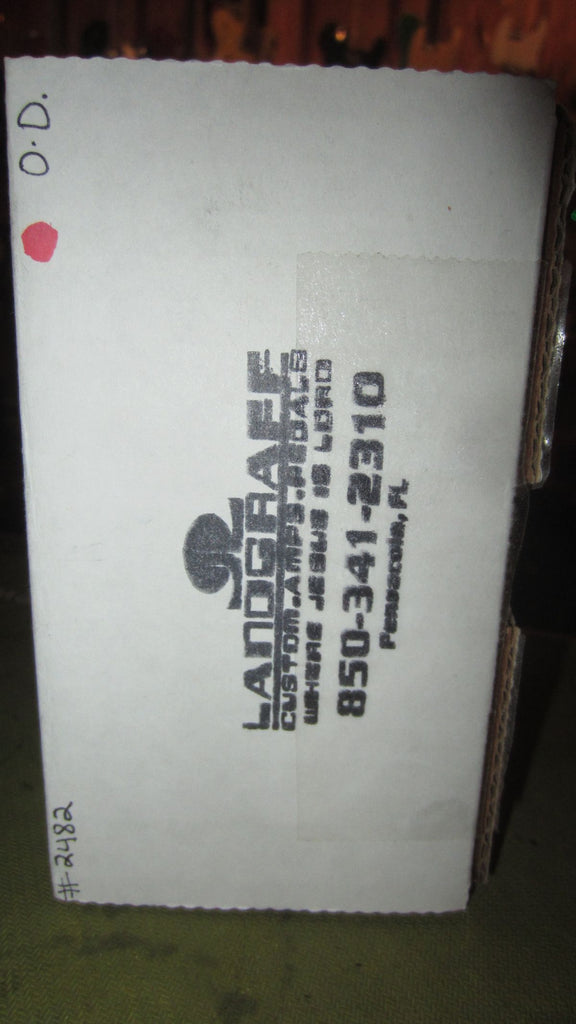 #-2482
O.D.
LANDGRAFF
CUSTOM.AMPS.PEDALS
WHERE JESUS IS LORD
850-341-2310
Pensacola, FL